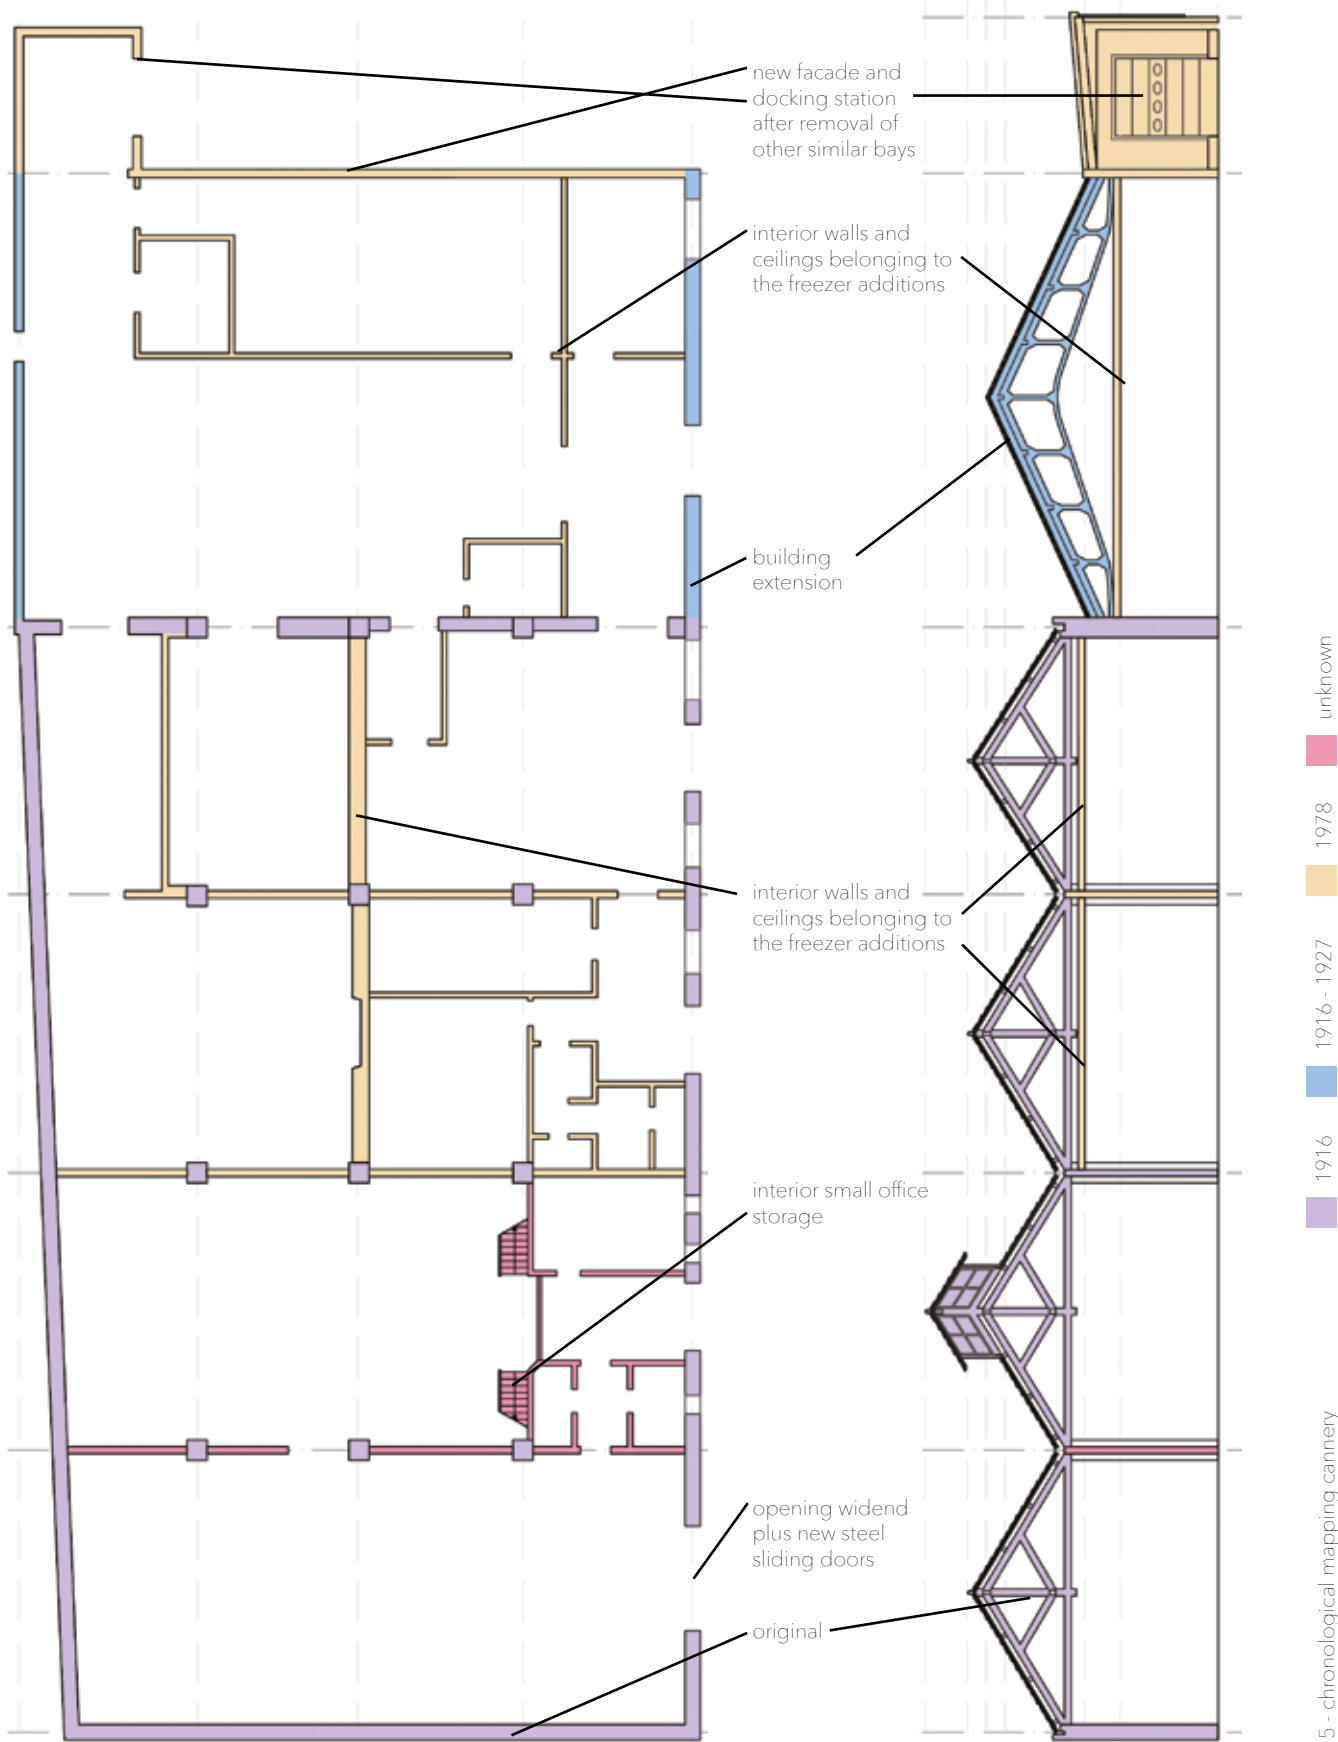 new facade and
docking station
after removal of
other similar bays
interior walls and
ceilings belonging to
the freezer additions
building
extension
interior walls and
ceilings belonging to
the freezer additions
interior small office
storage
opening widend
plus new steel
sliding doors
original
unknown
1978
1916 - 1927
1916
5 - chronological mapping cannery